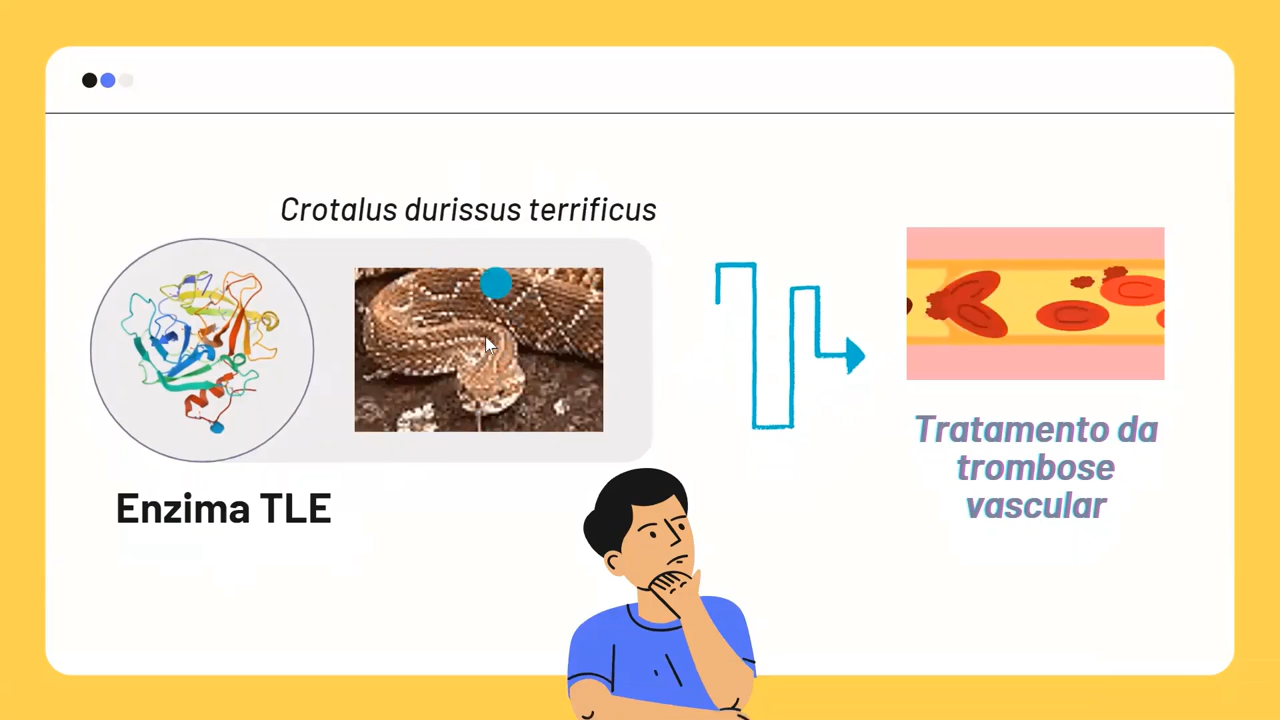 Crotalus durissus terrificus
Enzima TLE
Tratamento da
trombose
vascular